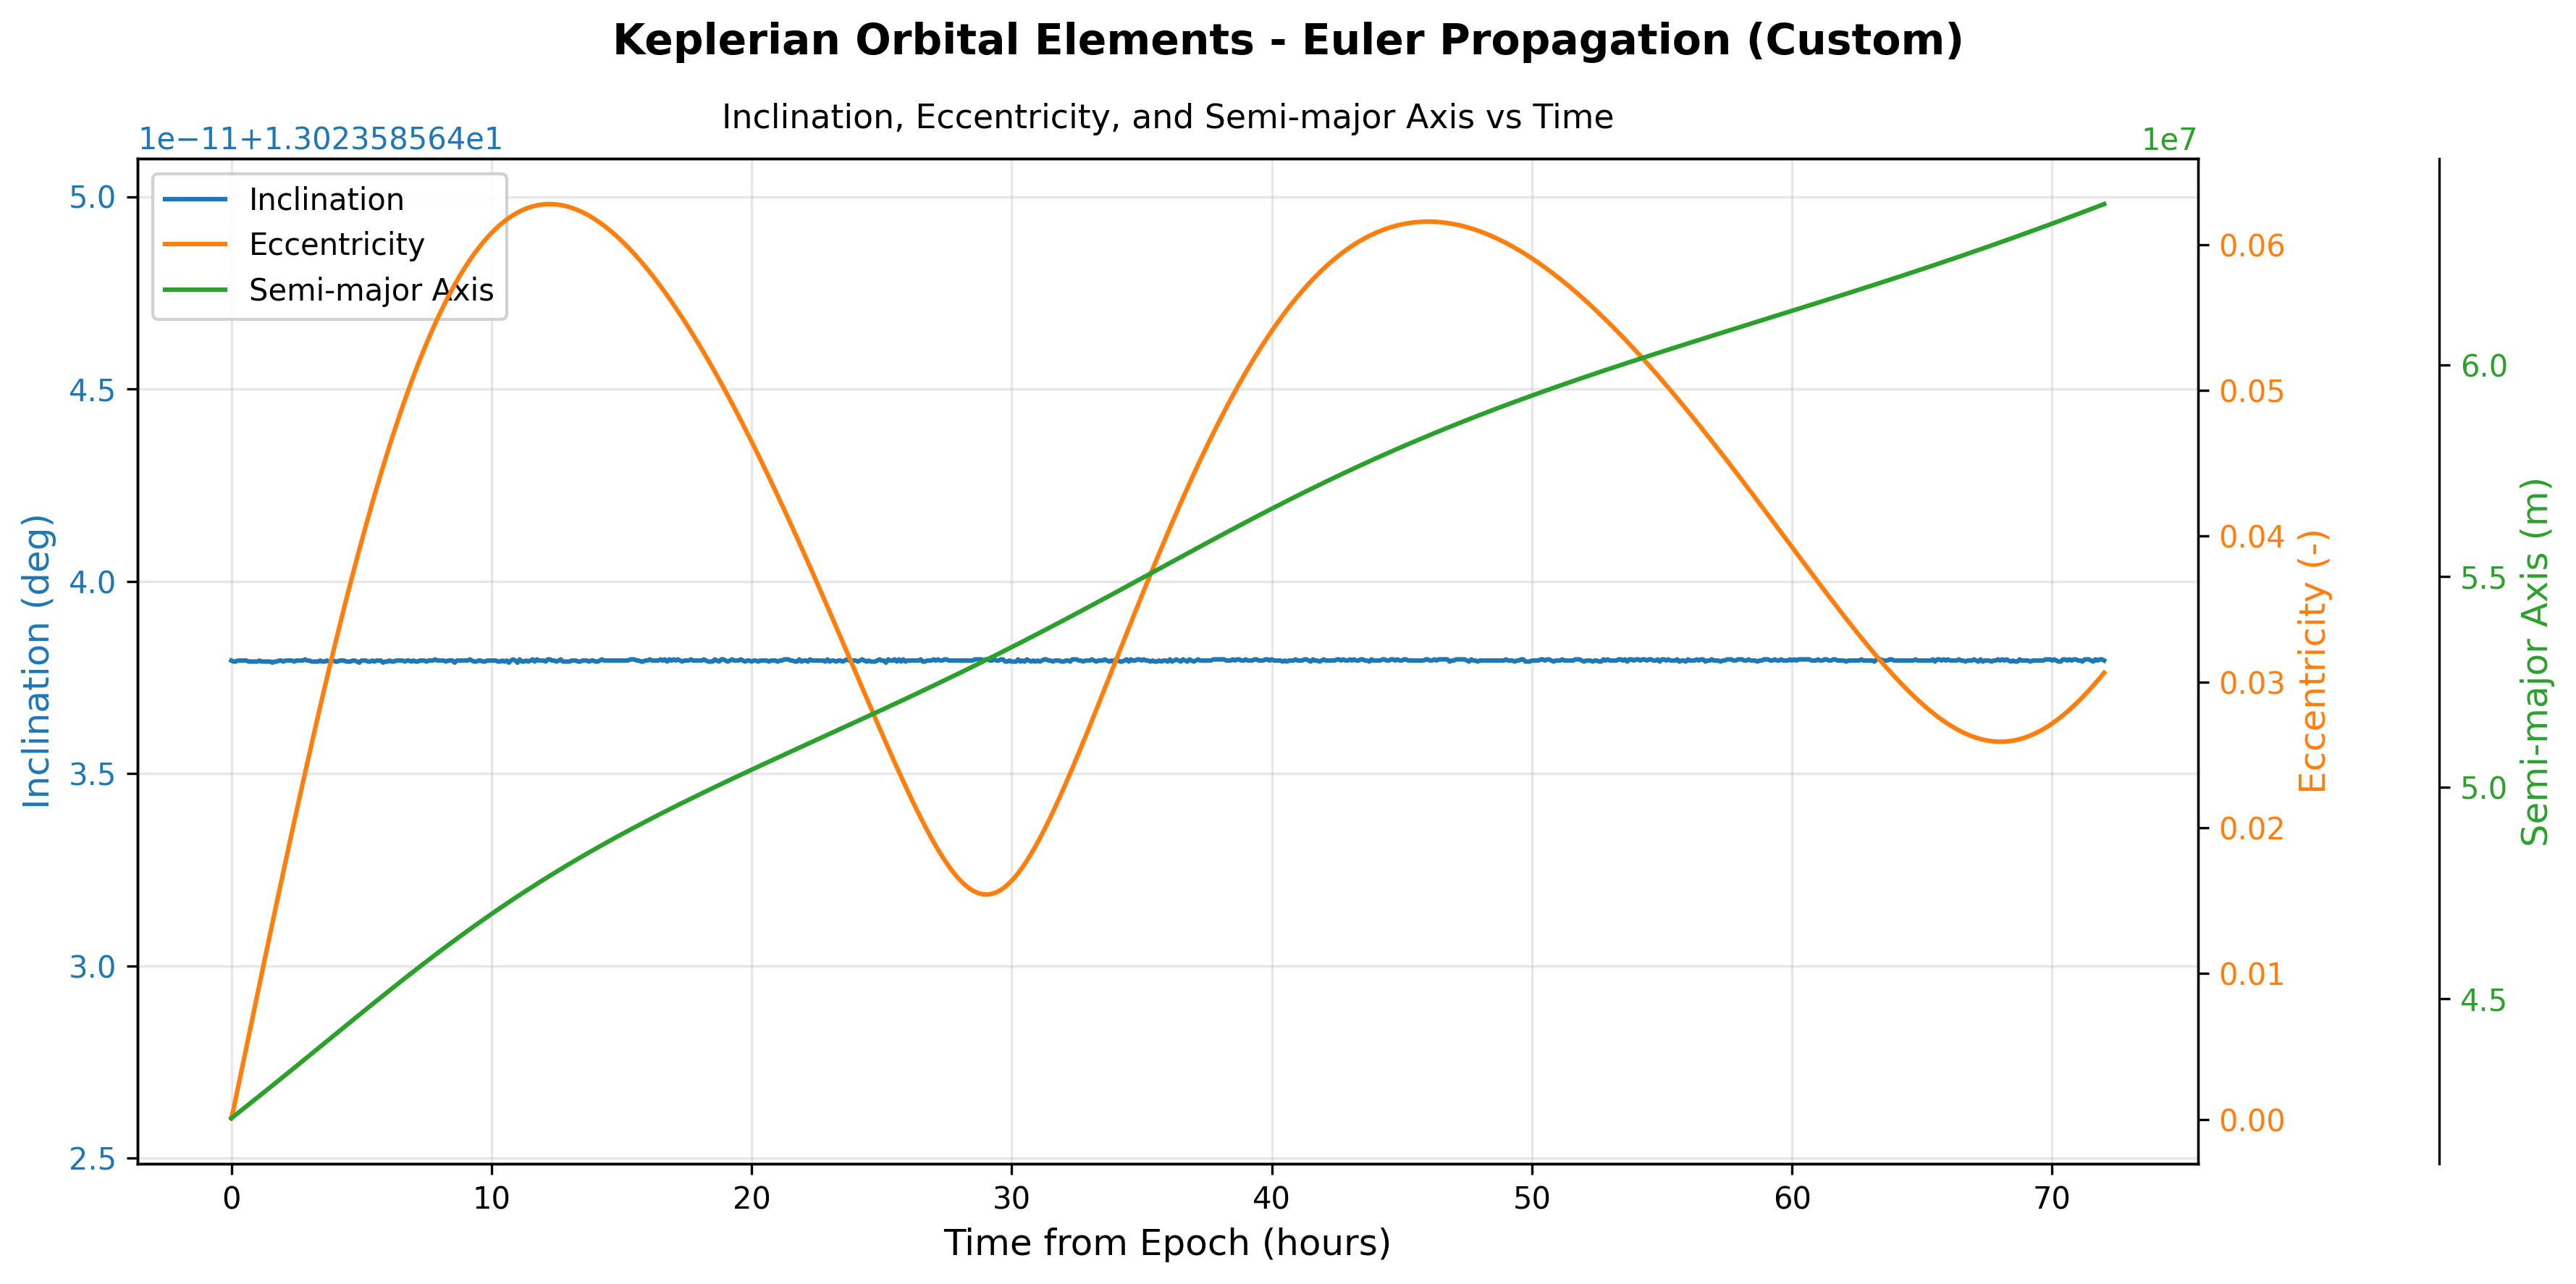 Keplerian Orbital Elements - Euler Propagation (Custom)
Inclination, Eccentricity, and Semi-major Axis vs Time
1e−11+1.302358564e1
1e7
Inclination
Eccentricity
Semi-major Axis
5.0
4.5
4.0
3.5
3.0
2.5
Inclination (deg)
0.06
0.05
0.04
0.03
0.02
0.01
0.00
Eccentricity (-)
6.0
5.5
5.0
4.5
Semi-major Axis (m)
0 10 20 30 40 50 60 70
Time from Epoch (hours)